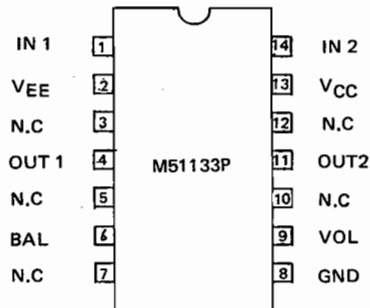 IN 1 1 14 IN 2
VEE 2 13 VCC
N.C 3 12 N.C
OUT 1 4 M51133P 11 OUT2
N.C 5 10 N.C
BAL 6 9 VOL
N.C 7 8 GND